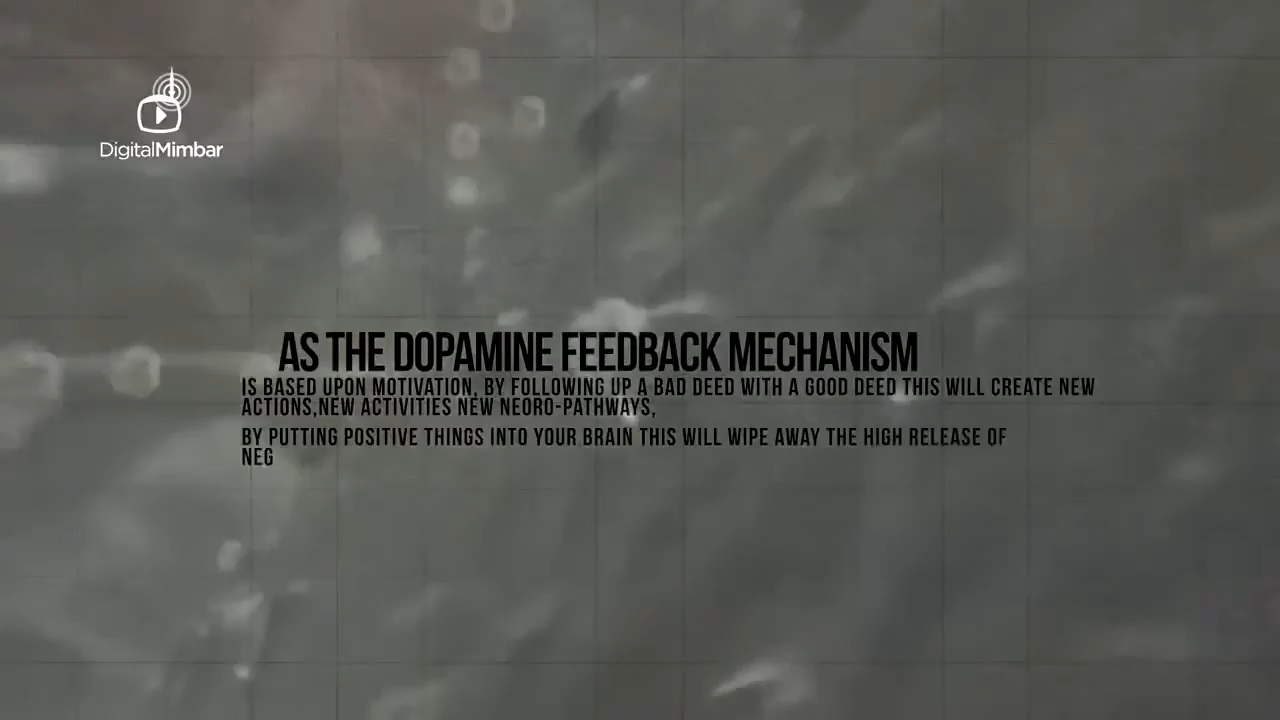 DigitalMimbar
AS THE DOPAMINE FEEDBACK MECHANISM
IS BASED UPON MOTIVATION, BY FOLLOWING UP A BAD DEED WITH A GOOD DEED THIS WILL CREATE NEW
ACTIONS,NEW ACTIVITIES NEW NEORO-PATHWAYS,
BY PUTTING POSITIVE THINGS INTO YOUR BRAIN THIS WILL WIPE AWAY THE HIGH RELEASE OF
NEG